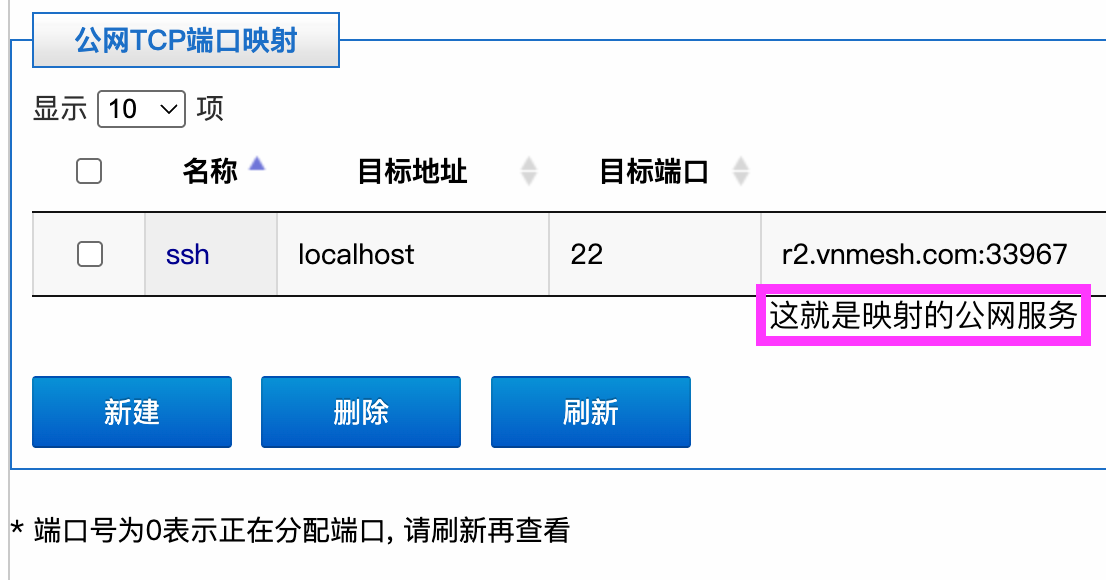 公网TCP端口映射
显示 10 项
名称 目标地址 目标端口
ssh localhost 22 r2.vnmesh.com:33967
这就是映射的公网服务
新建 删除 刷新
* 端口号为0表示正在分配端口, 请刷新再查看